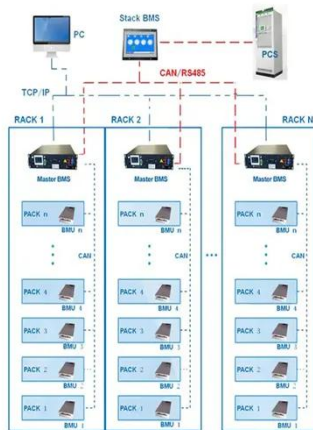 Stack BMS
PC
PCS
CAN/RS485
TCP/IP
RACK 1
RACK 2
RACK N
Master BMS
Master BMS
Master BMS
PACK n
PACK n
PACK n
BMU n
BMU n
BMU n
CAN
CAN
CAN
PACK 4
PACK 4
PACK 4
BMU 4
BMU 4
BMU 4
PACK 3
PACK 3
PACK 3
BMU 3
BMU 3
BMU 3
PACK 2
PACK 2
PACK 2
BMU 2
BMU 2
BMU 2
PACK 1
PACK 1
PACK 1
BMU 1
BMU 1
BMU 1